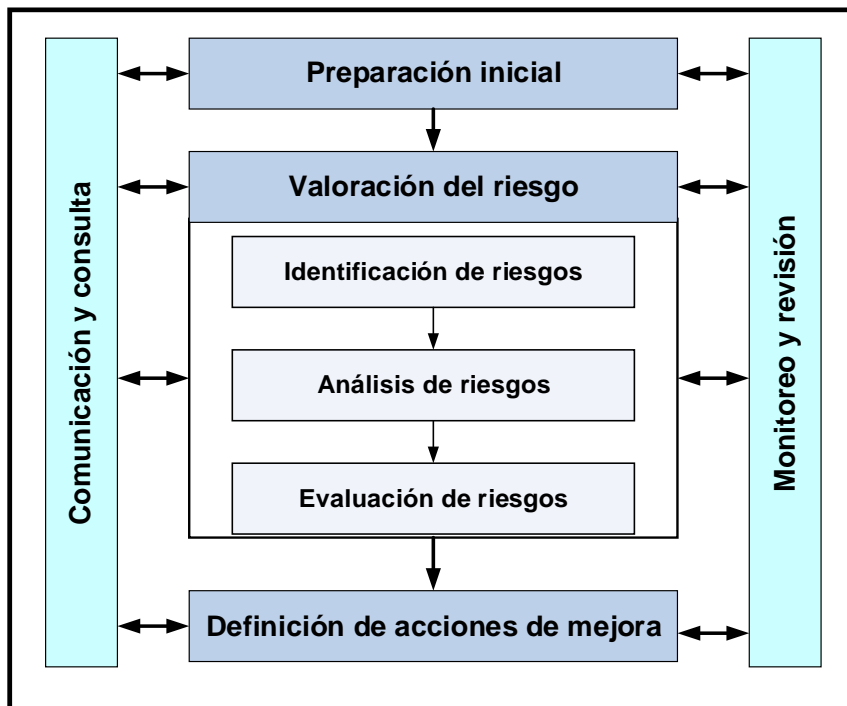 Preparación inicial
Valoración del riesgo
Identificación de riesgos
Análisis de riesgos
Evaluación de riesgos
Definición de acciones de mejora
Comunicación y consulta
Monitoreo y revisión